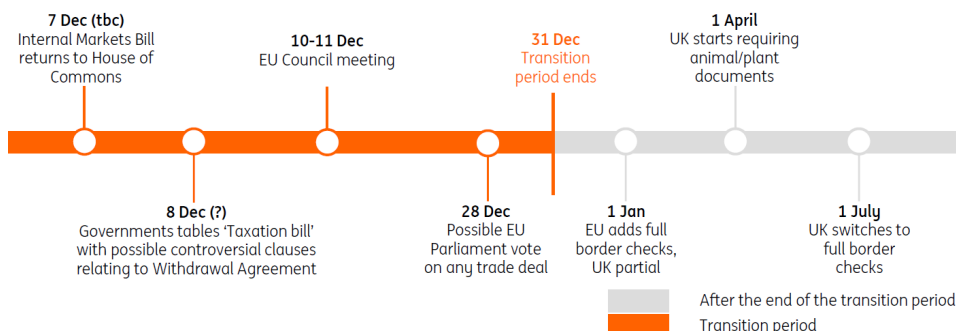 7 Dec (tbc)
Internal Markets Bill
returns to House of
Commons
10-11 Dec
EU Council meeting
31 Dec
Transition
period ends
1 April
UK starts requiring
animal/plant
documents
8 Dec (?)
Governments tables ‘Taxation bill’
with possible controversial clauses
relating to Withdrawal Agreement
28 Dec
Possible EU
Parliament vote
on any trade deal
1 Jan
EU adds full
border checks,
UK partial
1 July
UK switches to
full border
checks
After the end of the transition period
Transition period